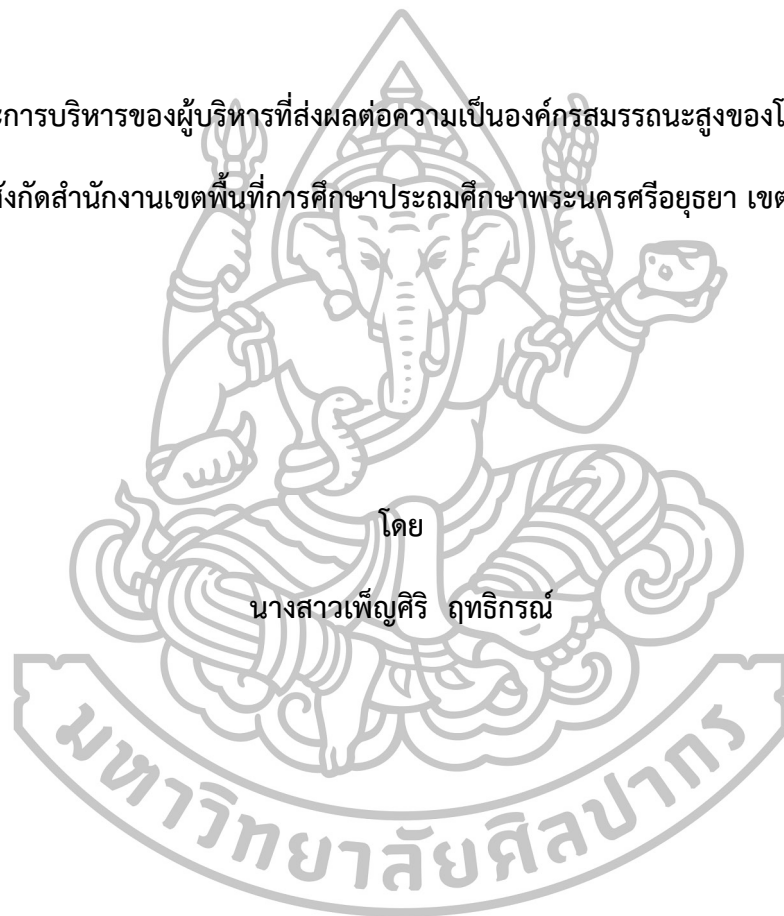 การบริหารของผู้บริหารที่ส่งผลต่อความเป็นองค์กรสมรรถนะสูงของ
สังกัดสำนักงานเขตพื้นที่การศึกษาประถมศึกษาพระนครศรีอยุธยา เขต
โดย
นางสาวเพ็ญศิริ ฤทธิกรณ์
มหาวิทยาลัยศิลปากร